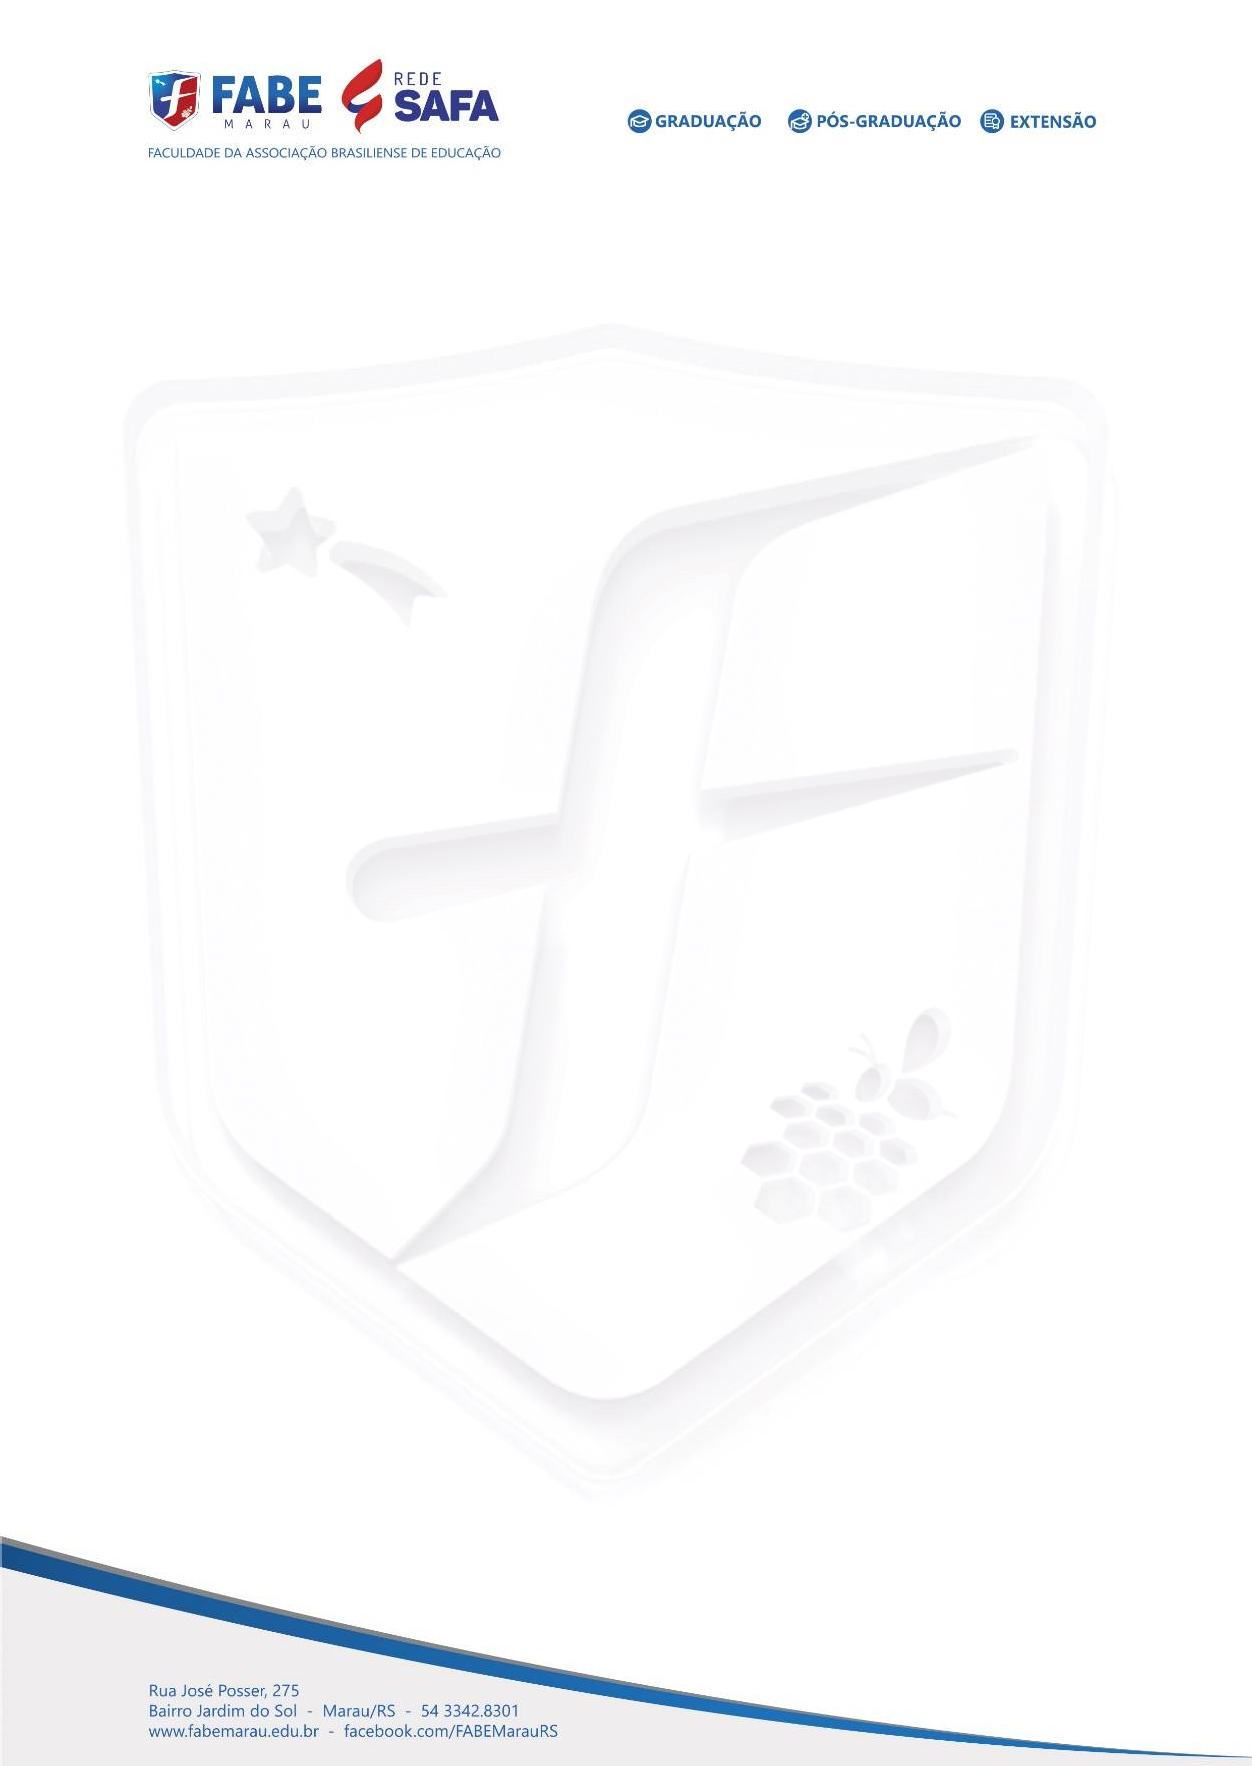 FABE
MARAU
REDE
SAFA
FACULDADE DA ASSOCIAÇÃO BRASILIENSE DE EDUCAÇÃO
GRADUAÇÃO PÓS-GRADUAÇÃO EXTENSÃO
Rua José Posser, 275
Bairro Jardim do Sol - Marau/RS - 54 3342.8301
www.fabemarau.edu.br - facebook.com/FABEMarauRS